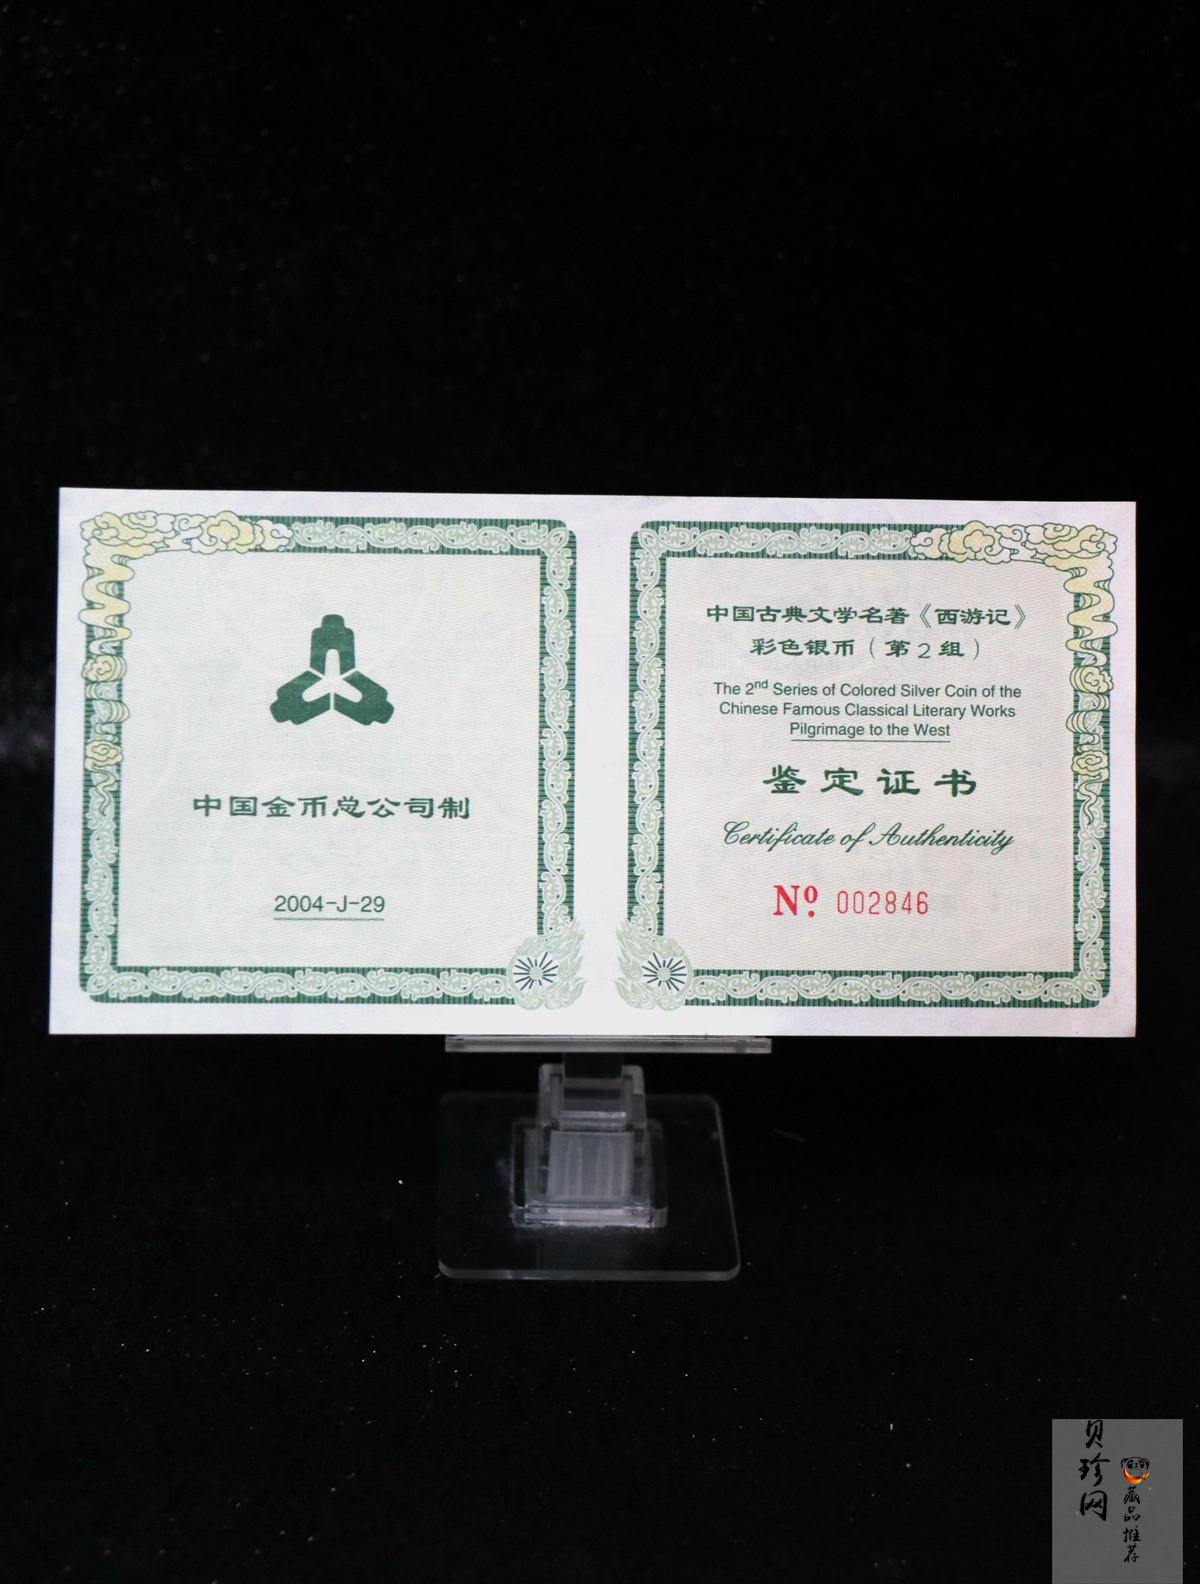 中国金币总公司制
2004-J-29
中国古典文学名著《西游记》
彩色银币（第2组）
The 2nd Series of Colored Silver Coin of the
Chinese Famous Classical Literary Works
Pilgrimage to the West
鉴定证书
Certificate of Authenticity
Nº. 002846
贝珍网
藏品推荐